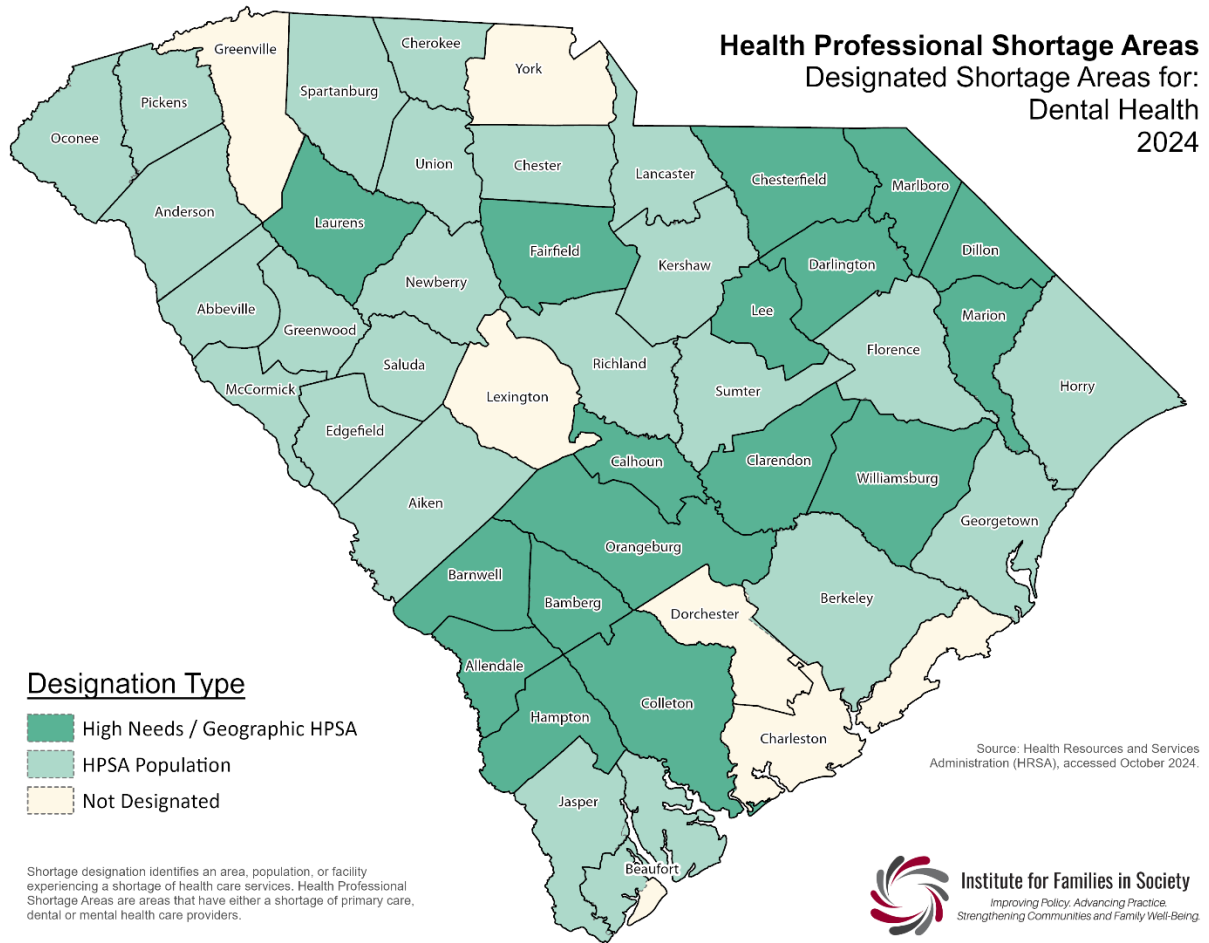 Health Professional Shortage Areas
Designated Shortage Areas for:
Dental Health
2024
Greenville
Cherokee
York
Spartanburg
Pickens
Oconee
Union
Chester
Lancaster
Chesterfield
Marlboro
Anderson
Laurens
Fairfield
Kershaw
Darlington
Dillon
Newberry
Abbeville
Greenwood
Lee
Marion
Saluda
Richland
Florence
McCormick
Lexington
Sumter
Horry
Edgefield
Calhoun
Clarendon
Williamsburg
Aiken
Georgetown
Orangeburg
Barnwell
Bamberg
Dorchester
Berkeley
Allendale
Hampton
Colleton
Charleston
Jasper
Beaufort
Designation Type
High Needs / Geographic HPSA
HPSA Population
Not Designated
Source: Health Resources and Services
Administration (HRSA), accessed October 2024.
Shortage designation identifies an area, population, or facility
experiencing a shortage of health care services. Health Professional
Shortage Areas are areas that have either a shortage of primary care,
dental or mental health care providers.
Institute for Families in Society
Improving Policy. Advancing Practice.
Strengthening Communities and Family Well-Being.